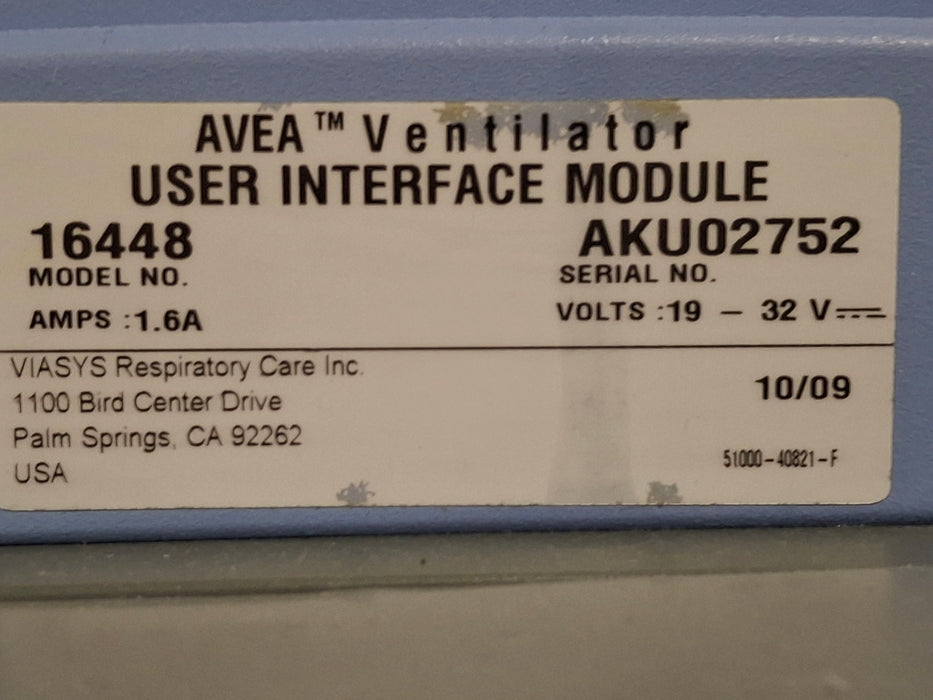 AVEA™ Ventilator
USER INTERFACE MODULE
16448 AKU02752
MODEL NO. SERIAL NO.
AMPS :1.6A VOLTS :19 – 32 V⎓
VIASYS Respiratory Care Inc.
1100 Bird Center Drive 10/09
Palm Springs, CA 92262
USA 51000-40821-F